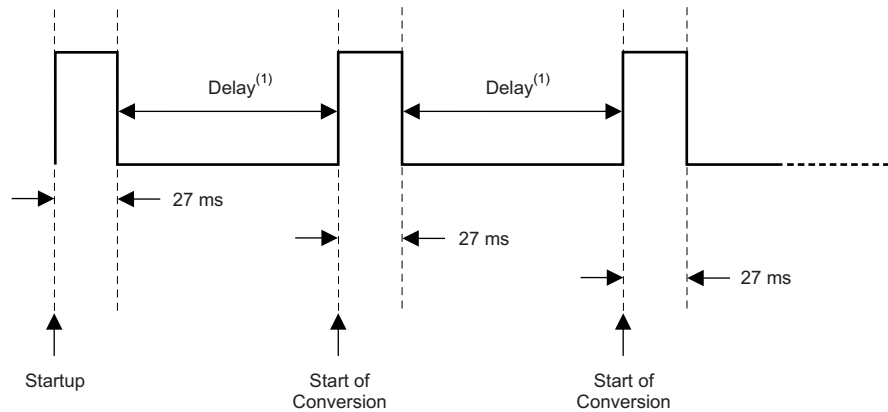 Delay(1)
Delay(1)
27 ms
27 ms
27 ms
Startup
Start of
Conversion
Start of
Conversion